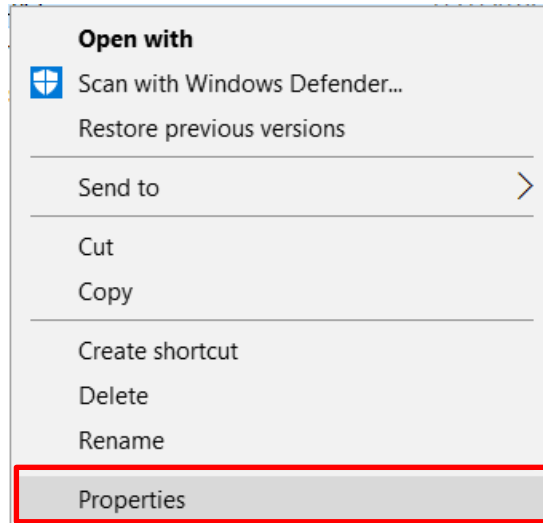 Open with
Scan with Windows Defender...
Restore previous versions
Send to
Cut
Copy
Create shortcut
Delete
Rename
Properties